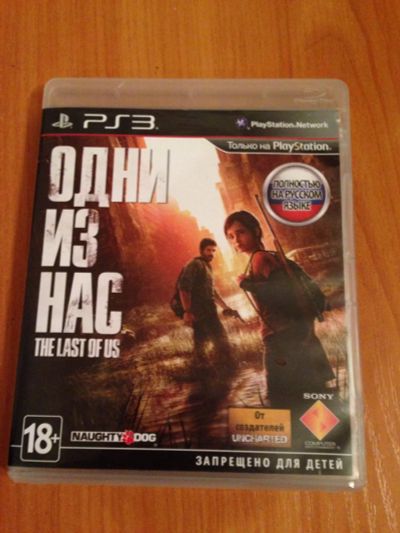 PS3
PlayStation Network
Только на PlayStation.
ОДНИ
ИЗ
НАС
THE LAST OF US
ПОЛНОСТЬЮ
НА РУССКОМ
ЯЗЫКЕ
18+
NAUGHTY DOG
От
создателей
UNCHARTED
SONY
COMPUTER
ЗАПРЕЩЕНО ДЛЯ ДЕТЕЙ